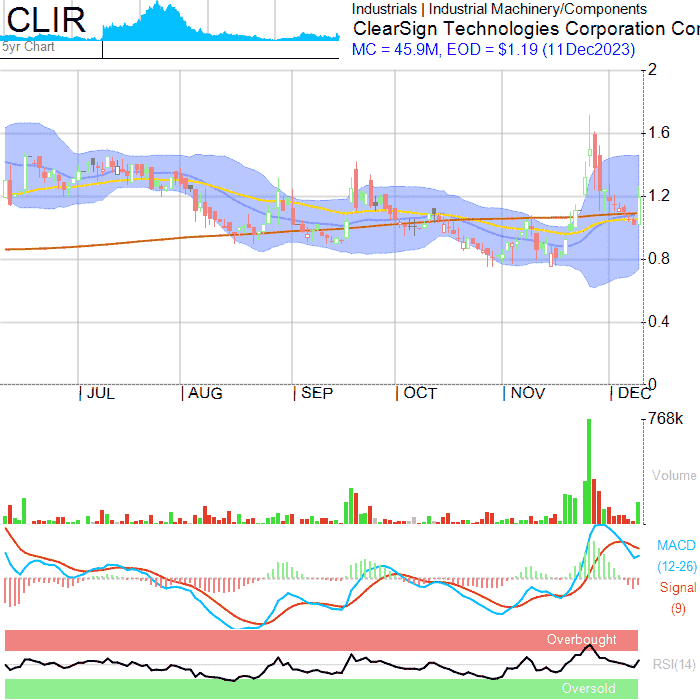 CLIR
5yr Chart
Industrials | Industrial Machinery/Components
ClearSign Technologies Corporation Cor
MC = 45.9M, EOD = $1.19 (11Dec2023)
2
1.6
1.2
0.8
0.4
0
JUL
AUG
SEP
OCT
NOV
DEC
768k
Volume
MACD
(12-26)
Signal
(9)
Overbought
RSI(14)
Oversold